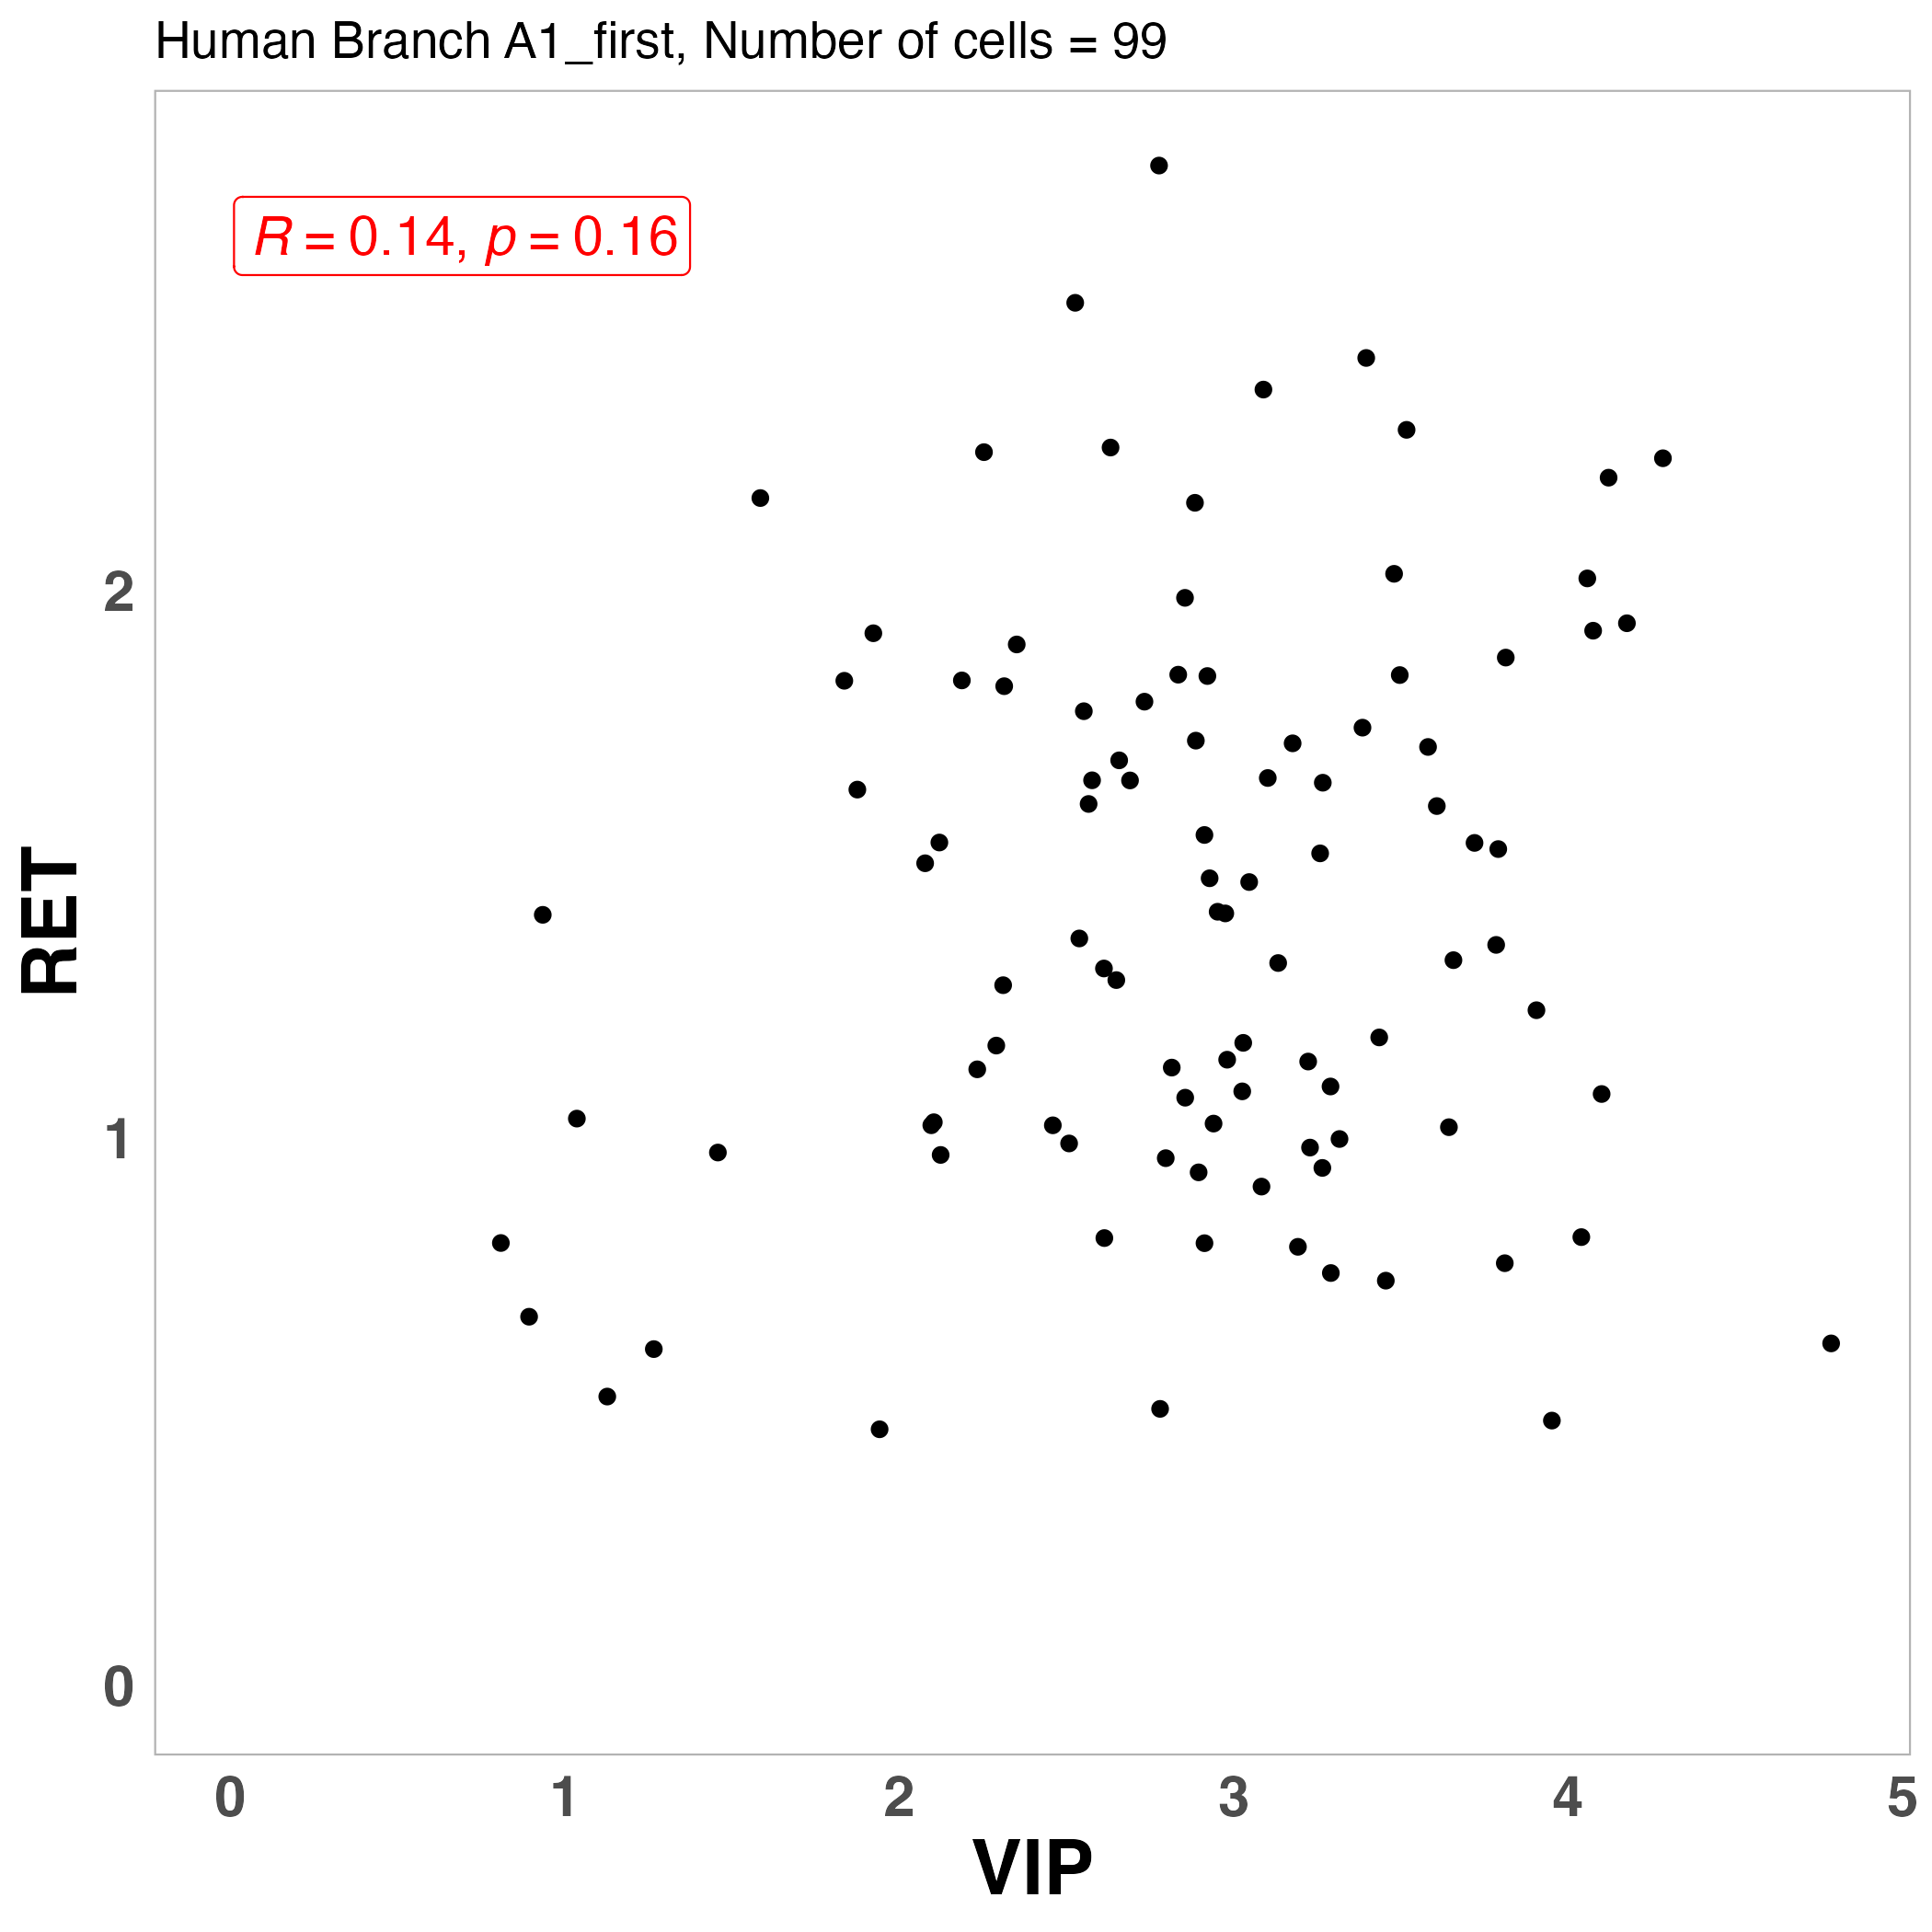 Human Branch A1_first, Number of cells = 99
R = 0.14, p = 0.16
2
1
0
RET
0 1 2 3 4 5
VIP